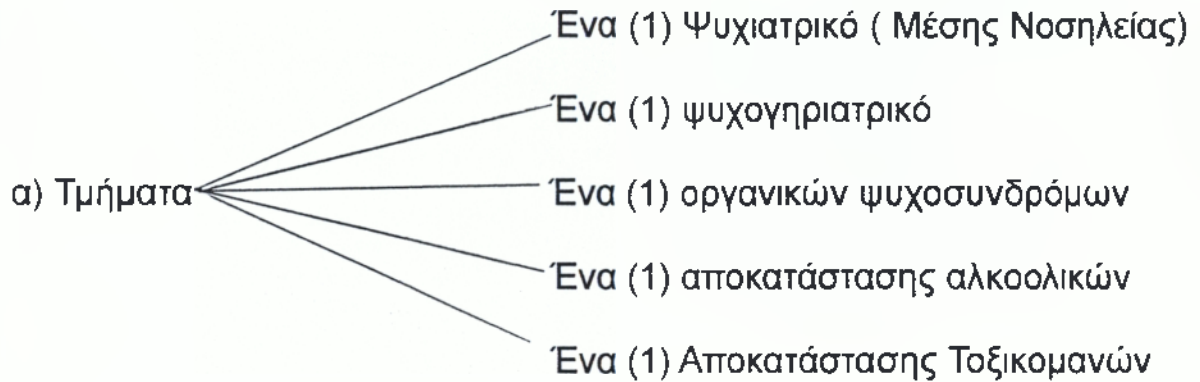 Ένα (1) Ψυχιατρικό ( Μέσης Νοσηλείας)
Ένα (1) ψυχογηριατρικό
α) Τμήματα Ένα (1) οργανικών ψυχοσυνδρόμων
Ένα (1) αποκατάστασης αλκοολικών
Ένα (1) Αποκατάστασης Τοξικομανών